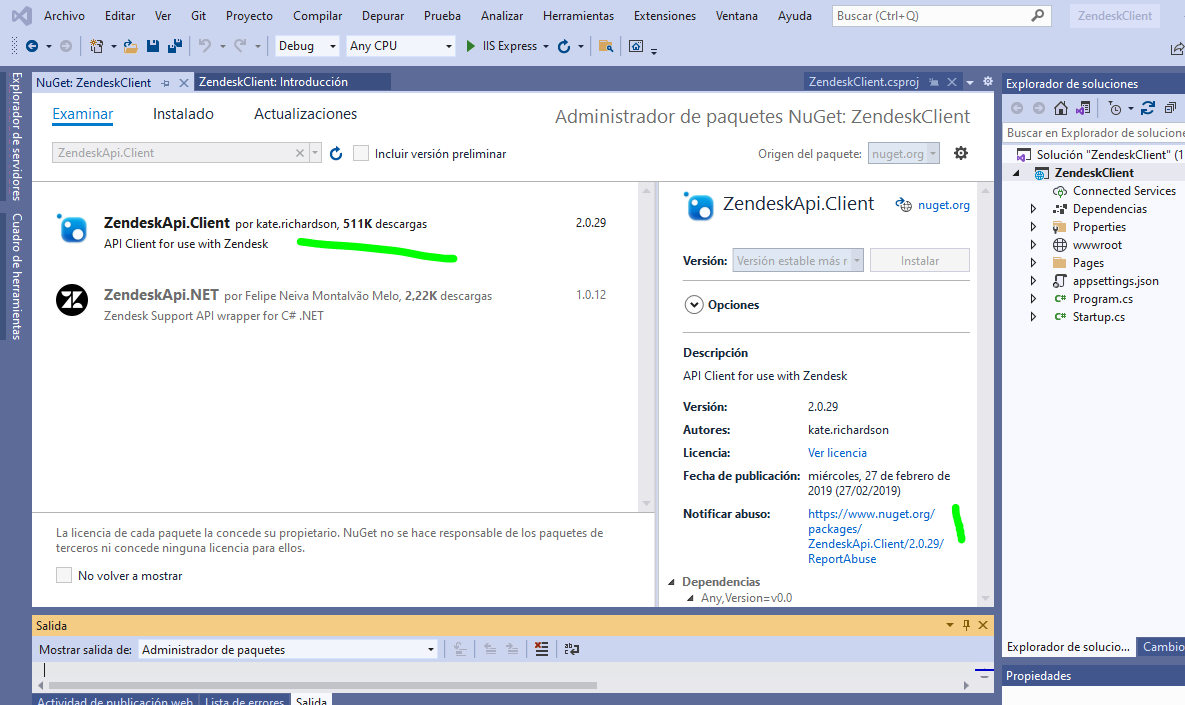 Archivo Editar Ver Git Proyecto Compilar Depurar Prueba Analizar Herramientas Extensiones Ventana Ayuda Buscar (Ctrl+Q) ZendeskClient
Debug Any CPU IIS Express
Explorador de servidores
Cuadro de herramientas
NuGet: ZendeskClient ZendeskClient: Introducción ZendeskClient.csproj
Examinar Instalado Actualizaciones
Administrador de paquetes NuGet: ZendeskClient
ZendeskApi.Client Incluir versión preliminar Origen del paquete: nuget.org
ZendeskApi.Client por kate.richardson, 511K descargas 2.0.29
API Client for use with Zendesk
ZendeskApi.NET por Felipe Neiva Montalvão Melo, 2,22K descargas 1.0.12
Zendesk Support API wrapper for C# .NET
La licencia de cada paquete la concede su propietario. NuGet no se hace responsable de los paquetes de
terceros ni concede ninguna licencia para ellos.
No volver a mostrar
ZendeskApi.Client nuget.org
Versión: Versión estable más r Instalar
Opciones
Descripción
API Client for use with Zendesk
Versión: 2.0.29
Autores: kate.richardson
Licencia: Ver licencia
Fecha de publicación: miércoles, 27 de febrero de
2019 (27/02/2019)
Notificar abuso: https://www.nuget.org/
packages/
ZendeskApi.Client/2.0.29/
ReportAbuse
Dependencias
Any,Version=v0.0
Explorador de soluciones
Buscar en Explorador de solucione
Solución "ZendeskClient" (1
ZendeskClient
Connected Services
Dependencias
Properties
wwwroot
Pages
appsettings.json
C# Program.cs
C# Startup.cs
Explorador de solucio... Cambio
Propiedades
Salida
Mostrar salida de: Administrador de paquetes
Actividad de publicación web Lista de errores Salida